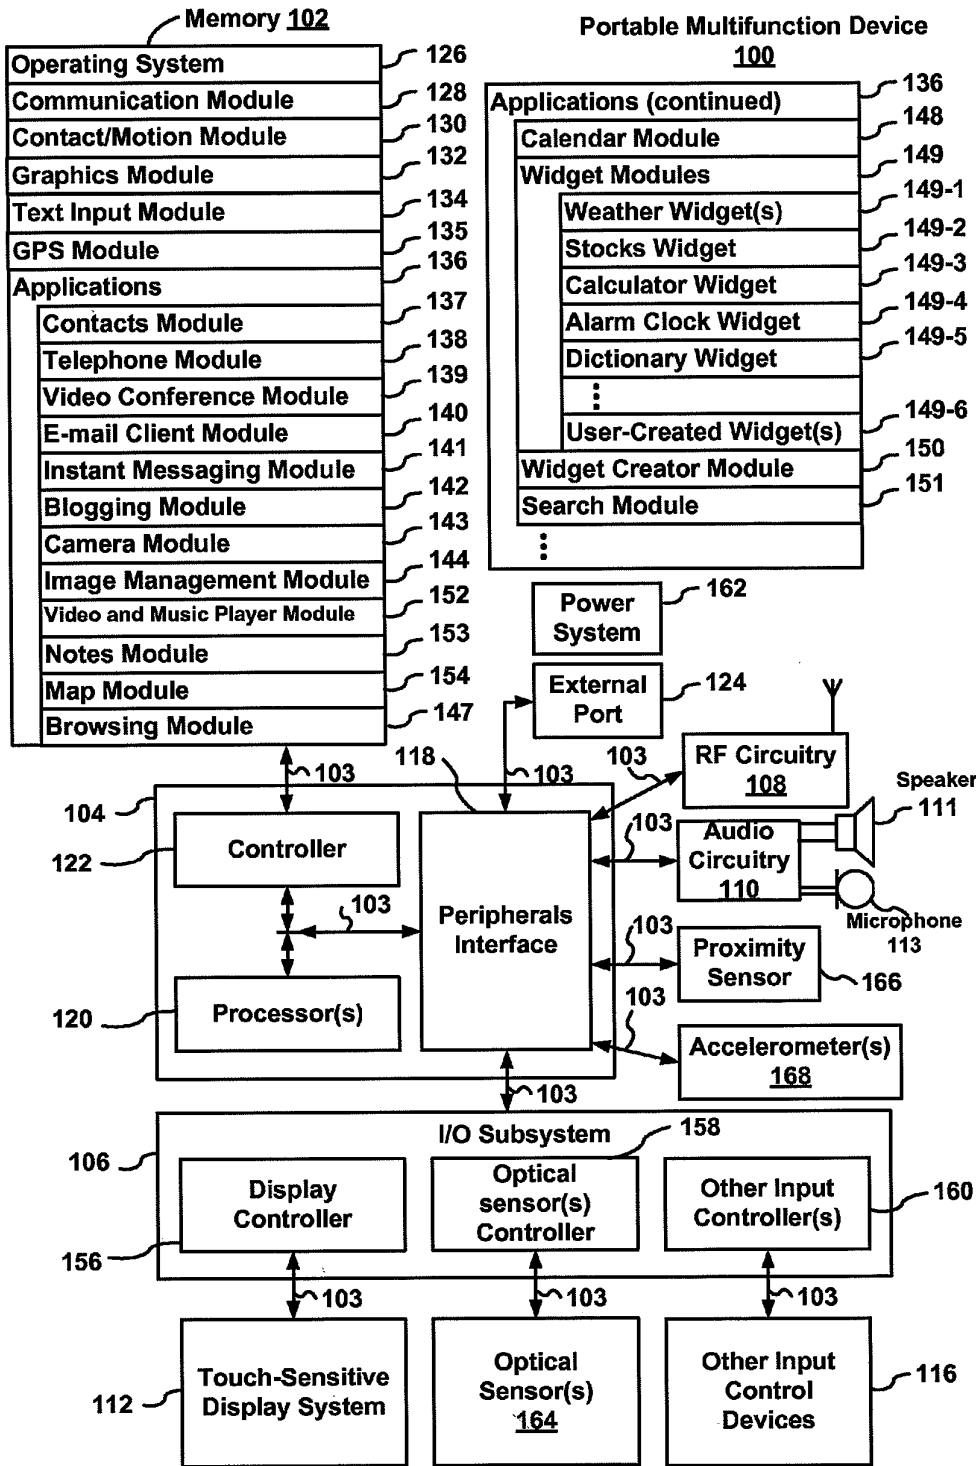 Memory 102
Operating System 126
Communication Module 128
Contact/Motion Module 130
Graphics Module 132
Text Input Module 134
GPS Module 135
Applications 136
Contacts Module 137
Telephone Module 138
Video Conference Module 139
E-mail Client Module 140
Instant Messaging Module 141
Blogging Module 142
Camera Module 143
Image Management Module 144
Video and Music Player Module 152
Notes Module 153
Map Module 154
Browsing Module 147
Portable Multifunction Device
100
Applications (continued) 136
Calendar Module 148
Widget Modules 149
Weather Widget(s) 149-1
Stocks Widget 149-2
Calculator Widget 149-3
Alarm Clock Widget 149-4
Dictionary Widget 149-5
User-Created Widget(s) 149-6
Widget Creator Module 150
Search Module 151
Power
System
162
External
Port
124
103
118
103
103
RF Circuitry
108
Speaker
111
104
122
Controller
103
Audio
Circuitry
110
Microphone
113
103
Peripherals
Interface
103
Proximity
Sensor
166
120
Processor(s)
103
Accelerometer(s)
168
103
I/O Subsystem
106
158
Display
Controller
156
Optical
sensor(s)
Controller
Other Input
Controller(s)
160
103
103
103
112
Touch-Sensitive
Display System
Optical
Sensor(s)
164
Other Input
Control
Devices
116